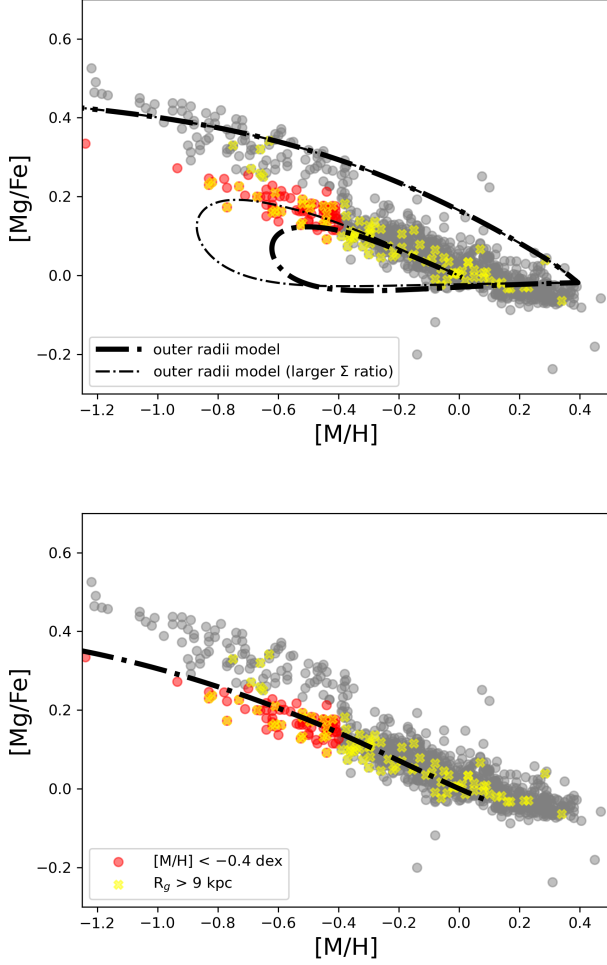 0.6
0.4
0.2
0.0
−0.2
[Mg/Fe]
outer radii model
outer radii model (larger Σ ratio)
−1.2 −1.0 −0.8 −0.6 −0.4 −0.2 0.0 0.2 0.4
[M/H]
0.6
0.4
0.2
0.0
−0.2
[Mg/Fe]
[M/H] < −0.4 dex
Rg > 9 kpc
−1.2 −1.0 −0.8 −0.6 −0.4 −0.2 0.0 0.2 0.4
[M/H]